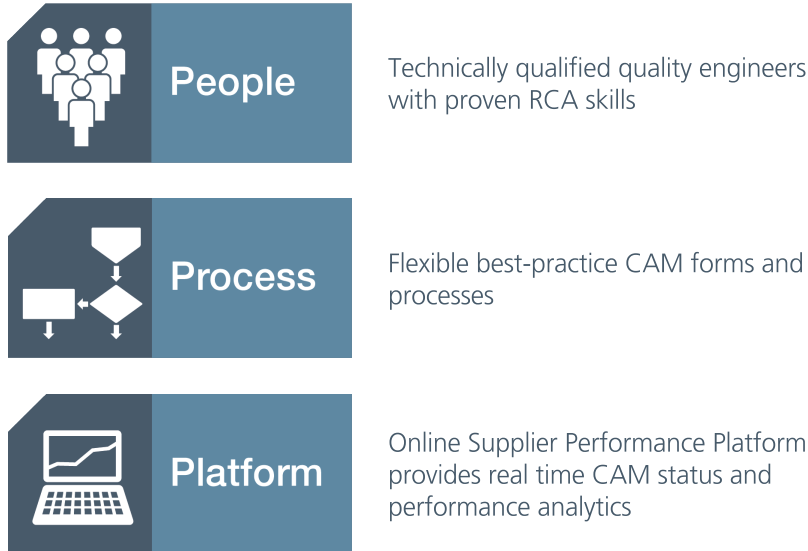 People
Technically qualified quality engineers
with proven RCA skills
Process
Flexible best-practice CAM forms and
processes
Platform
Online Supplier Performance Platform
provides real time CAM status and
performance analytics